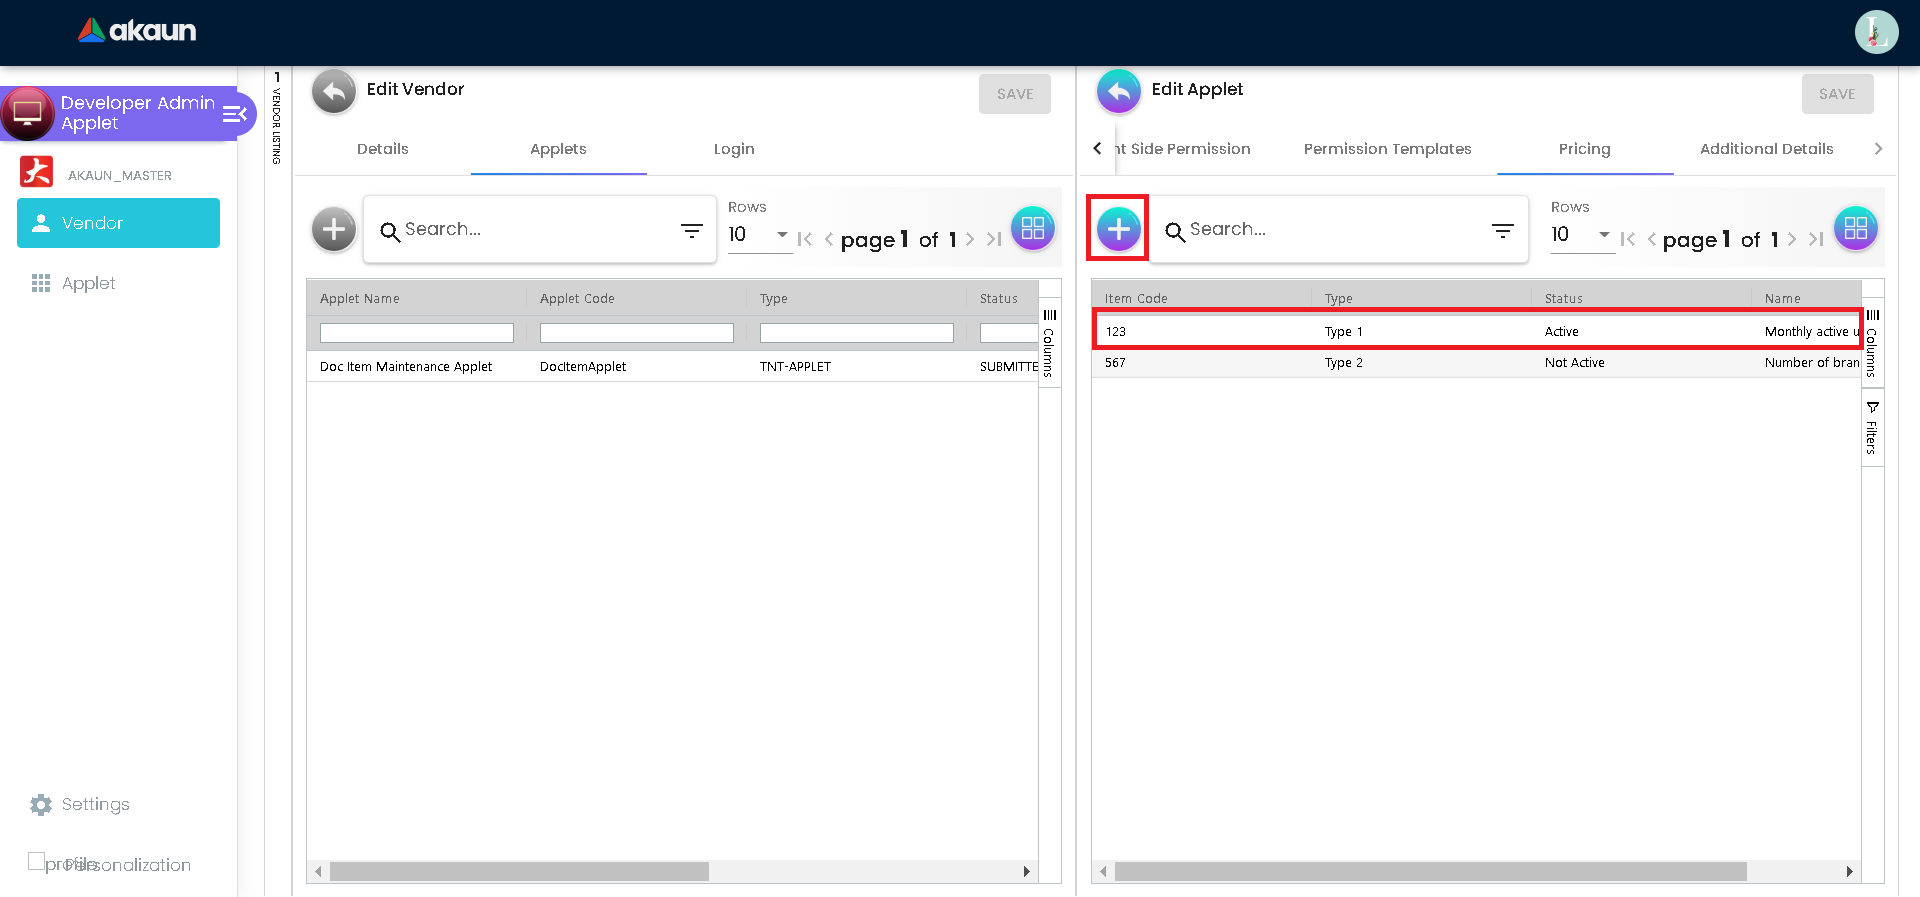 akaun
L
Developer Admin
Applet
AKAUN_MASTER
Vendor
Applet
Settings
profile
Personalization
1 VENDOR LISTING
Edit Vendor
SAVE
Details
Applets
Login
Search...
Rows
10
page 1 of 1
Applet Name
Applet Code
Type
Status
Doc Item Maintenance Applet
DocItemApplet
TNT-APPLET
SUBMITTE
Columns
Edit Applet
SAVE
nt Side Permission
Permission Templates
Pricing
Additional Details
Search...
Rows
10
page 1 of 1
Item Code
Type
Status
Name
123
Type 1
Active
Monthly active u
567
Type 2
Not Active
Number of bran
Columns
Filters